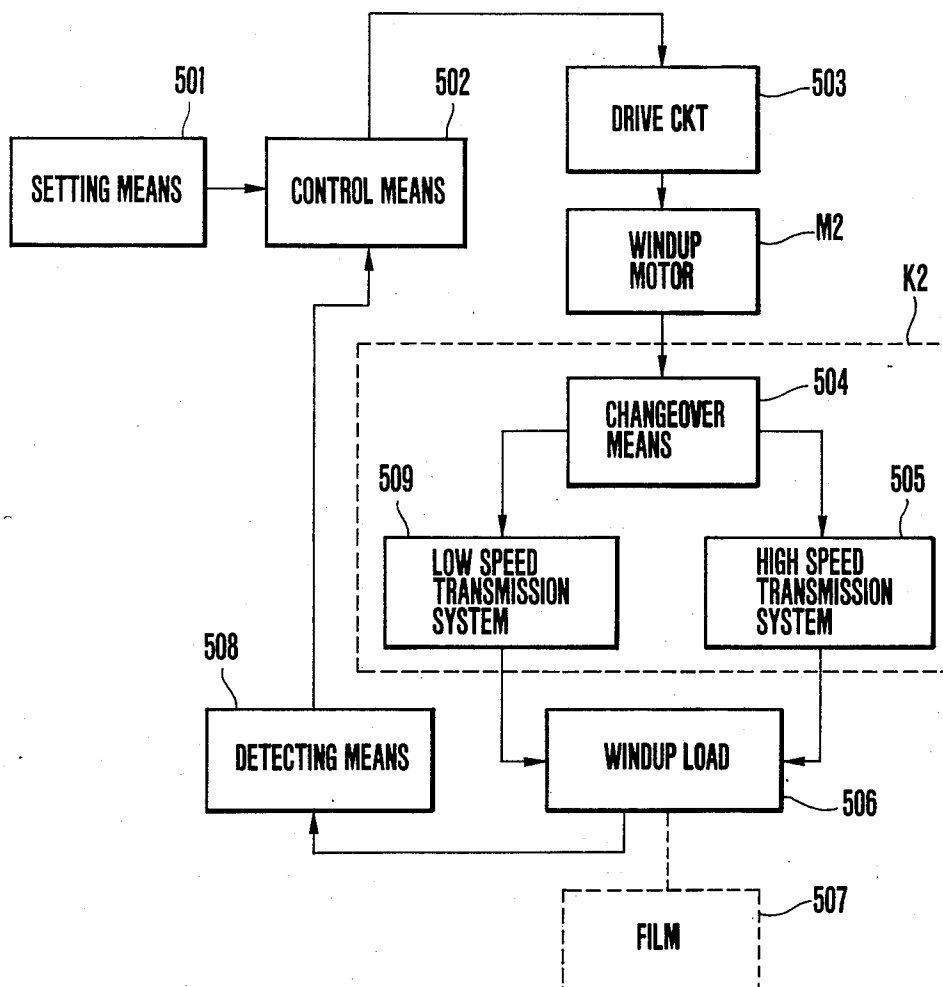 501
SETTING MEANS
502
CONTROL MEANS
503
DRIVE CKT
M2
WINDUP
MOTOR
K2
504
CHANGEOVER
MEANS
509
LOW SPEED
TRANSMISSION
SYSTEM
505
HIGH SPEED
TRANSMISSION
SYSTEM
508
DETECTING MEANS
WINDUP LOAD
506
507
FILM